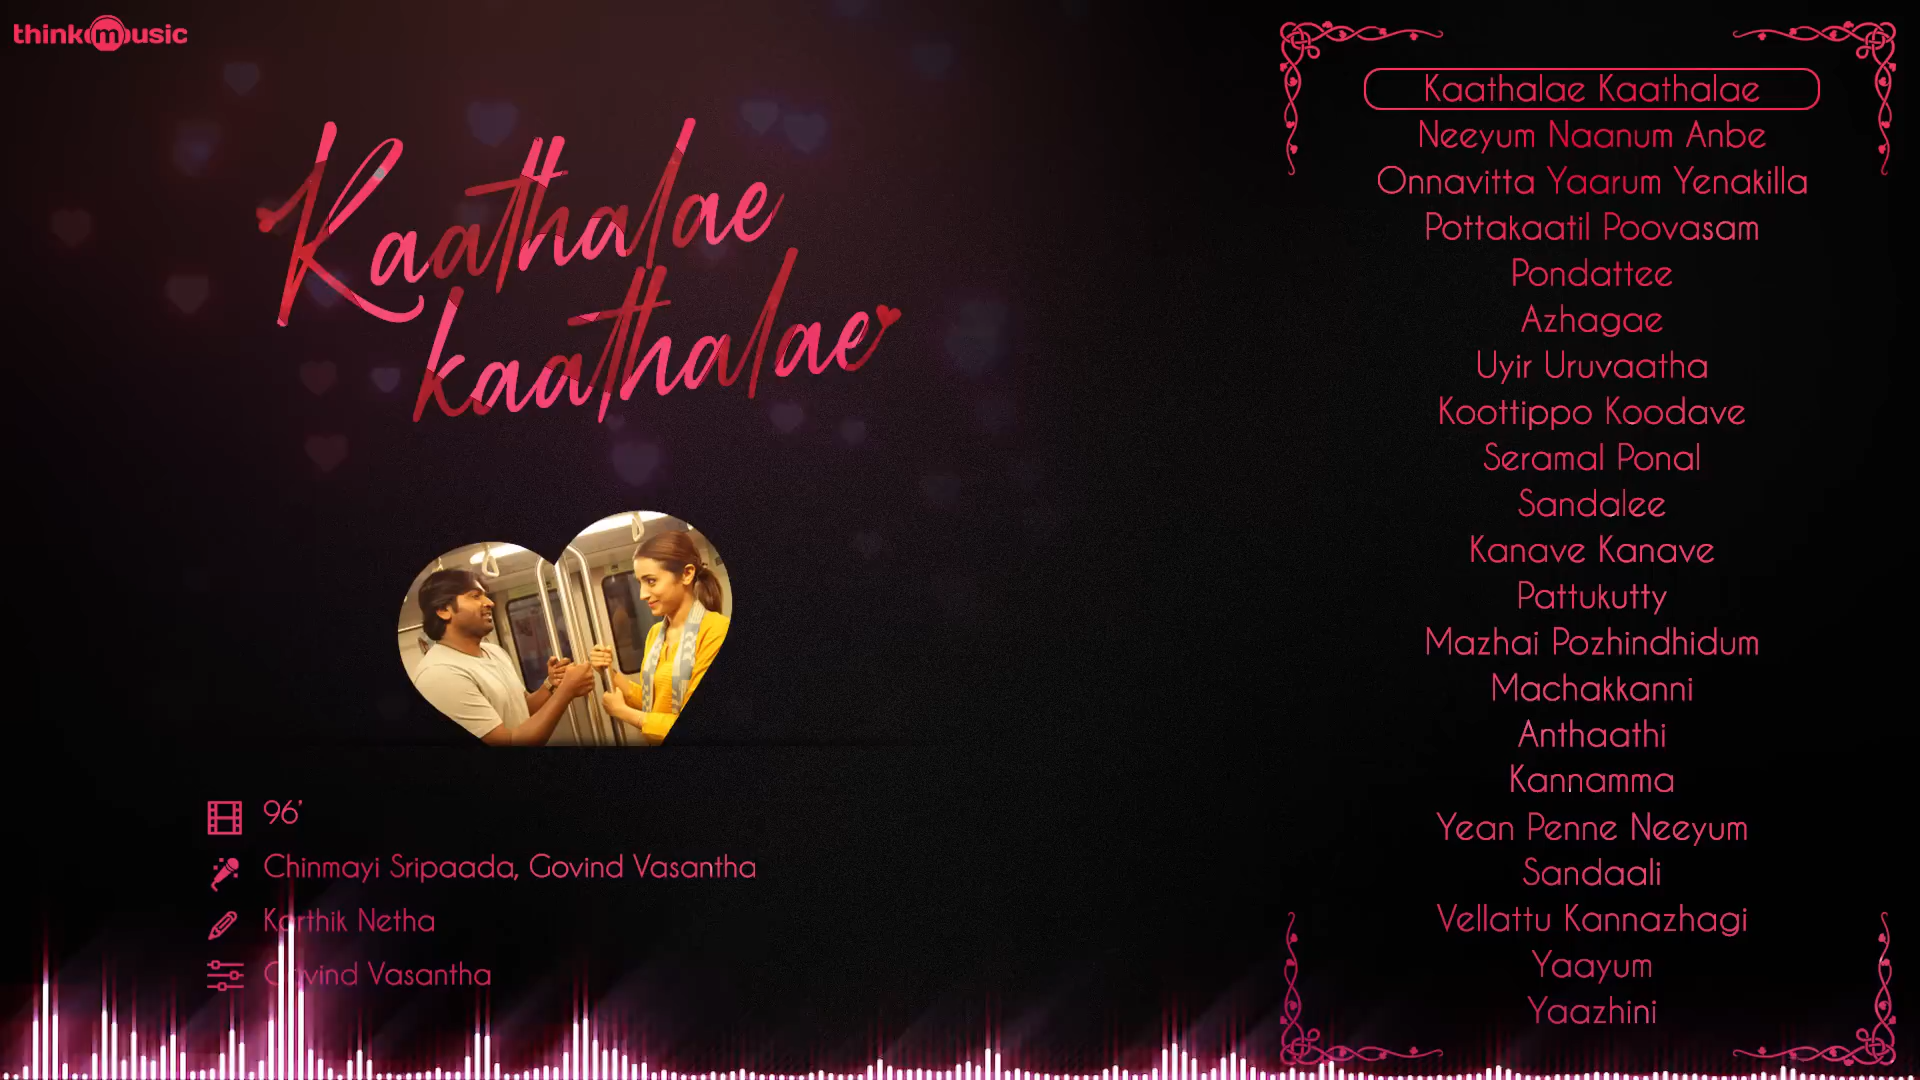 thinkmusic
Kaathalae
kaathalae
96'
Chinmayi Sripaada, Govind Vasantha
Karthik Netha
Govind Vasantha
Kaathalae Kaathalae
Neeyum Naanum Anbe
Onnavitta Yaarum Yenakilla
Pottakaatil Poovasam
Pondattee
Azhagae
Uyir Uruvaatha
Koottippo Koodave
Seramal Ponal
Sandalee
Kanave Kanave
Pattukutty
Mazhai Pozhindhidum
Machakkanni
Anthaathi
Kannamma
Yean Penne Neeyum
Sandaali
Vellattu Kannazhagi
Yaayum
Yaazhini